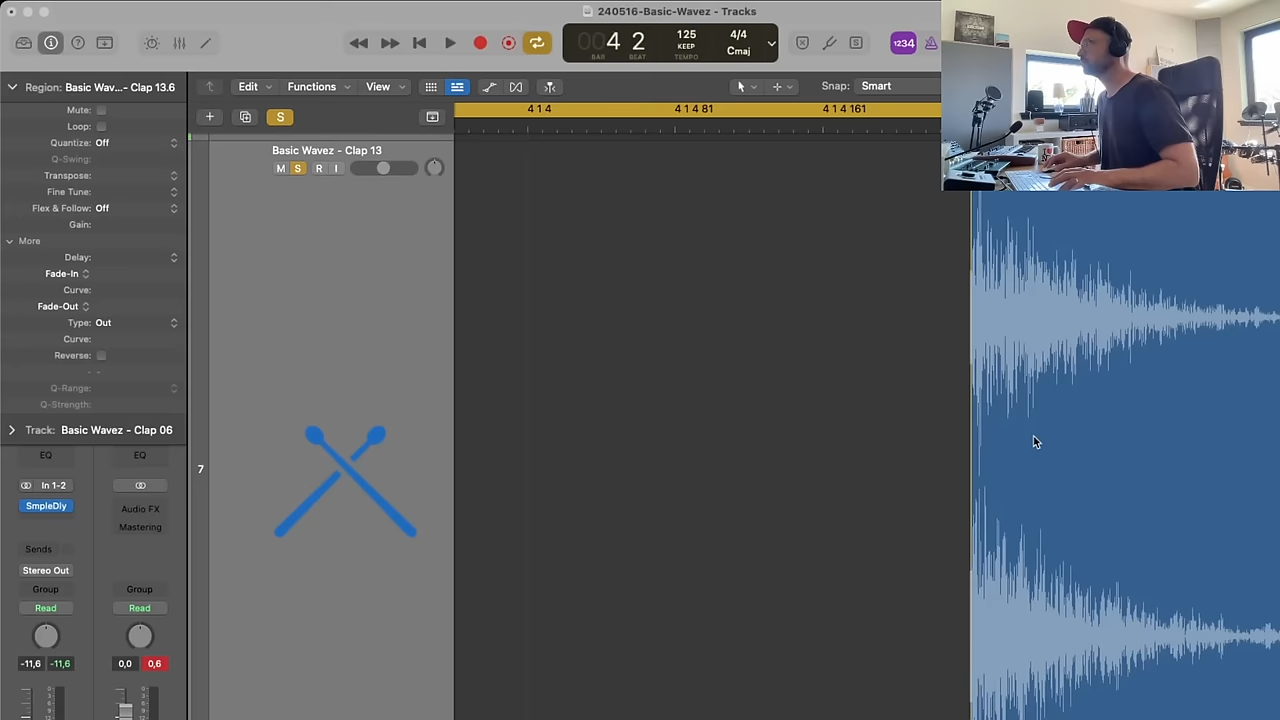 240516-Basic-Wavez - Tracks
004 2
BAR BEAT
125
KEEP
TEMPO
4/4
Cmaj
S
1234
Region: Basic Wav...- Clap 13.6
Edit
Functions
View
Snap: Smart
Mute:
Loop:
Quantize: Off
Q-Swing:
Transpose:
Fine Tune:
Flex & Follow: Off
Gain:
More
Delay:
Fade-In
Curve:
Fade-Out
Type: Out
Curve:
Reverse:
Q-Range:
Q-Strength:
Track: Basic Wavez - Clap 06
S
4 1 4
4 1 4 81
4 1 4 161
Basic Wavez - Clap 13
M S R I
7
EQ
EQ
In 1-2
SmpleDly
Audio FX
Mastering
Sends
Stereo Out
Group
Group
Read
Read
-11,6 -11,6
0,0 0,6